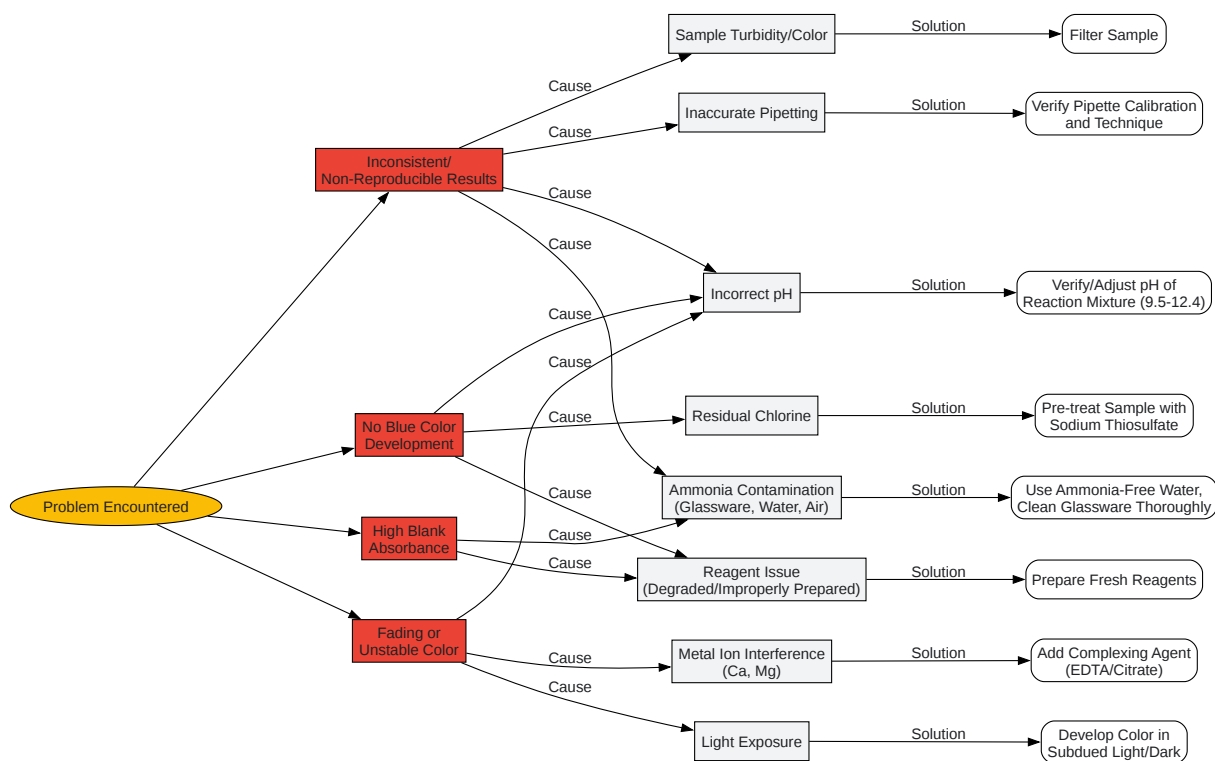 Sample Turbidity/Color
Solution
Filter Sample
Cause
Inaccurate Pipetting
Solution
Verify Pipette Calibration
and Technique
Cause
Inconsistent/
Non-Reproducible Results
Cause
Cause
Incorrect pH
Solution
Verify/Adjust pH of
Reaction Mixture (9.5-12.4)
Cause
Cause
No Blue Color
Development
Cause
Residual Chlorine
Solution
Pre-treat Sample with
Sodium Thiosulfate
Problem Encountered
Cause
Ammonia Contamination
(Glassware, Water, Air)
Solution
Use Ammonia-Free Water,
Clean Glassware Thoroughly
High Blank
Absorbance
Cause
Cause
Reagent Issue
(Degraded/Improperly Prepared)
Solution
Prepare Fresh Reagents
Fading or
Unstable Color
Cause
Metal Ion Interference
(Ca, Mg)
Solution
Add Complexing Agent
(EDTA/Citrate)
Cause
Light Exposure
Solution
Develop Color in
Subdued Light/Dark